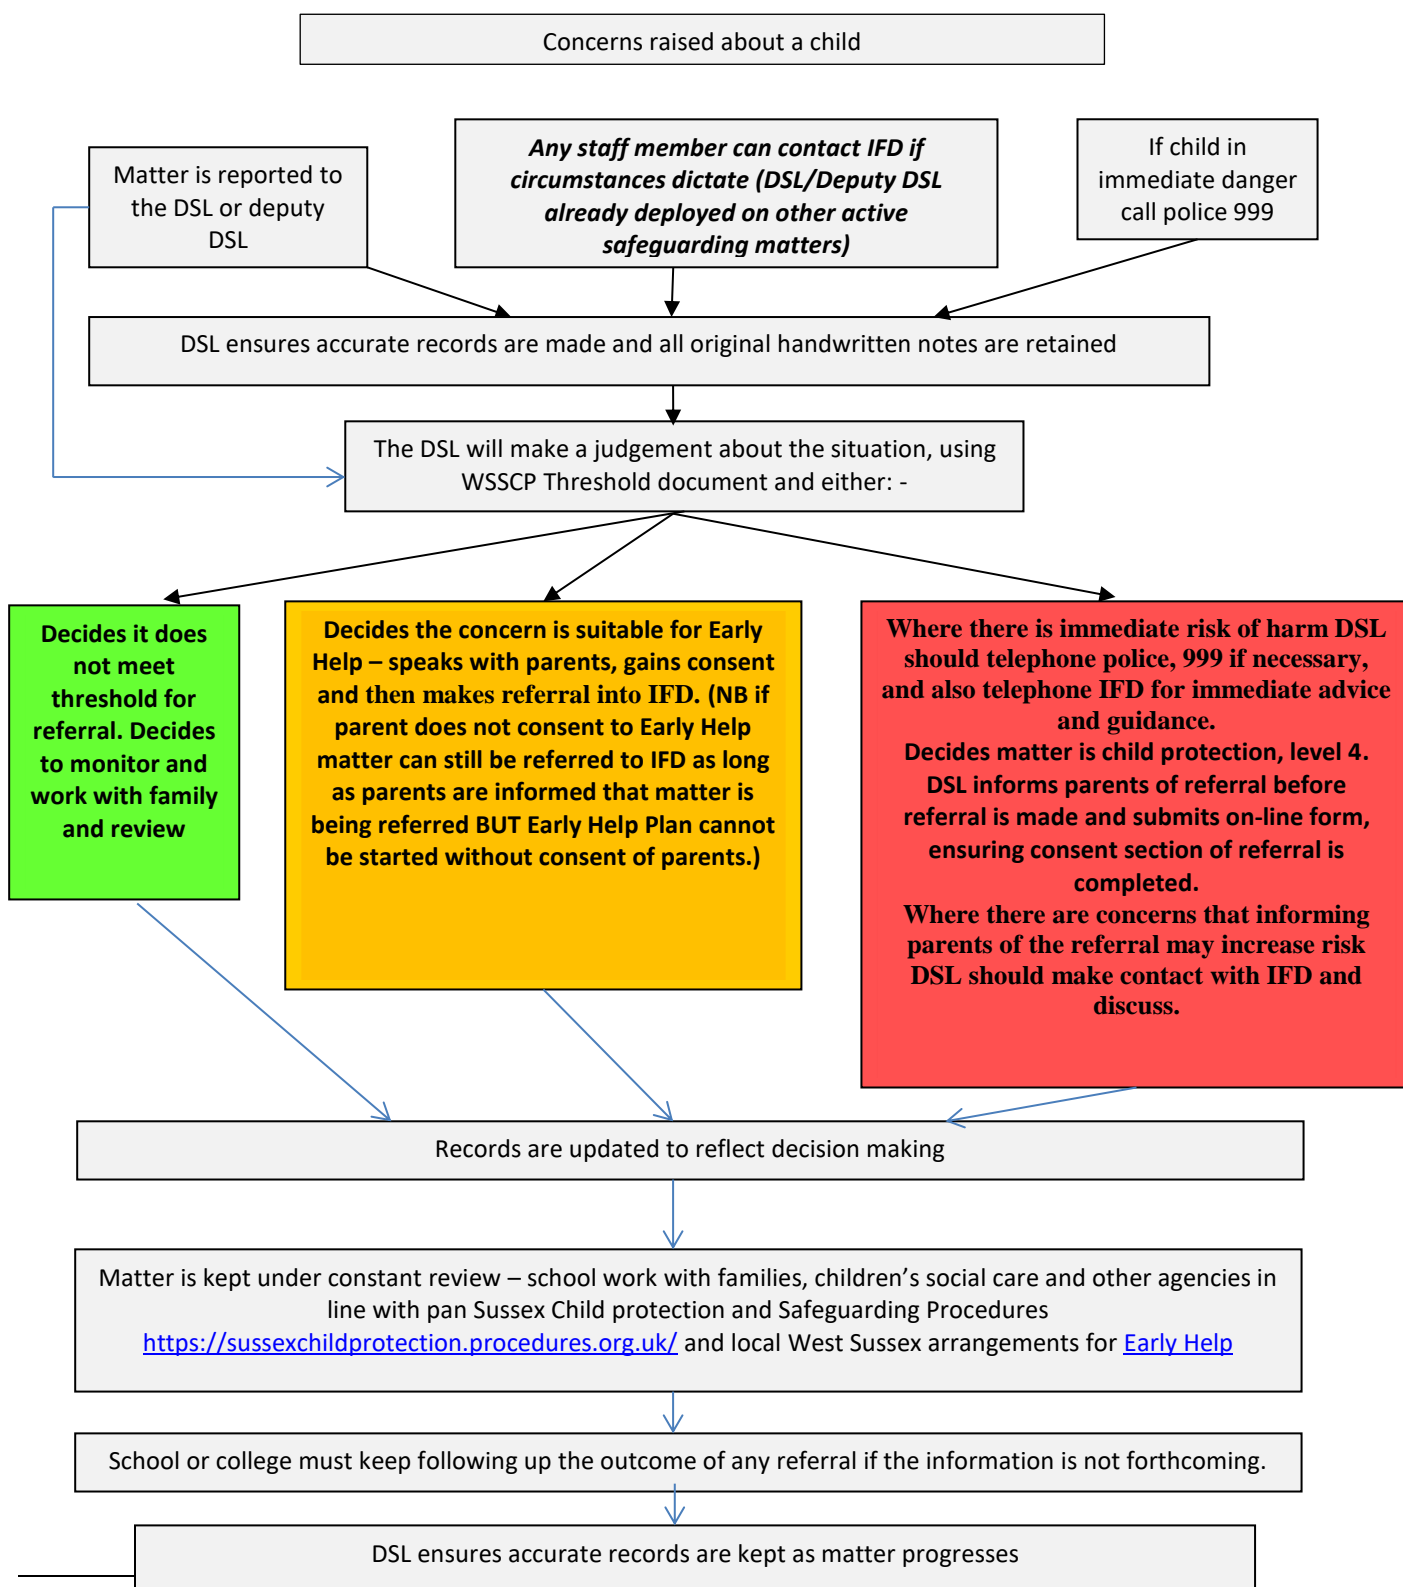 Concerns raised about a child
Matter is reported to
the DSL or deputy
DSL
Any staff member can contact IFD if
circumstances dictate (DSL/Deputy DSL
already deployed on other active
safeguarding matters)
If child in
immediate danger
call police 999
DSL ensures accurate records are made and all original handwritten notes are retained
The DSL will make a judgement about the situation, using
WSSCP Threshold document and either: -
Decides it does
not meet
threshold for
referral. Decides
to monitor and
work with family
and review
Decides the concern is suitable for Early
Help – speaks with parents, gains consent
and then makes referral into IFD. (NB if
parent does not consent to Early Help
matter can still be referred to IFD as long
as parents are informed that matter is
being referred BUT Early Help Plan cannot
be started without consent of parents.)
Where there is immediate risk of harm DSL
should telephone police, 999 if necessary,
and also telephone IFD for immediate advice
and guidance.
Decides matter is child protection, level 4.
DSL informs parents of referral before
referral is made and submits on-line form,
ensuring consent section of referral is
completed.
Where there are concerns that informing
parents of the referral may increase risk
DSL should make contact with IFD and
discuss.
Records are updated to reflect decision making
Matter is kept under constant review – school work with families, children’s social care and other agencies in
line with pan Sussex Child protection and Safeguarding Procedures
https://sussexchildprotection.procedures.org.uk/ and local West Sussex arrangements for Early Help
School or college must keep following up the outcome of any referral if the information is not forthcoming.
DSL ensures accurate records are kept as matter progresses